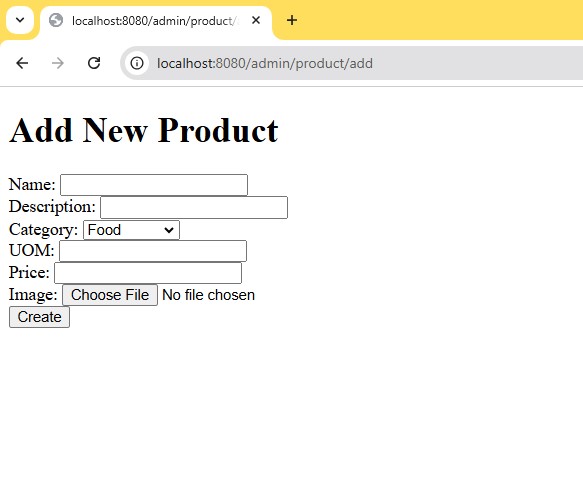 localhost:8080/admin/product/
localhost:8080/admin/product/add
Add New Product
Name:
Description:
Category: Food
UOM:
Price:
Image: Choose File No file chosen
Create